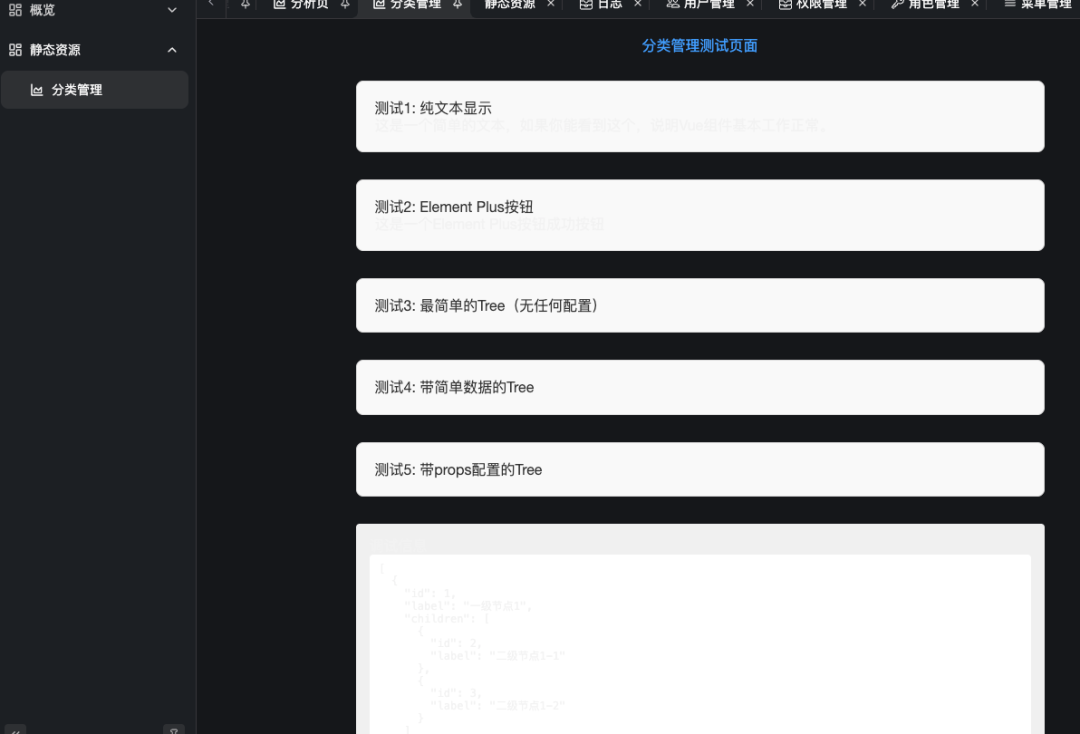 概览
静态资源
分类管理
分析页
分类管理
静态资源
日志
用户管理
权限管理
角色管理
菜单管理
分类管理测试页面
测试1: 纯文本显示
这是一个简单的文本，如果你能看到这个，说明Vue组件基本工作正常。
测试2: Element Plus按钮
这是一个Element Plus按钮成功按钮
测试3: 最简单的Tree（无任何配置）
测试4: 带简单数据的Tree
测试5: 带props配置的Tree
[
{
"id": 1,
"label": "一级节点1",
"children": [
{
"id": 2,
"label": "二级节点1-1"
},
{
"id": 3,
"label": "二级节点1-2"
}
]